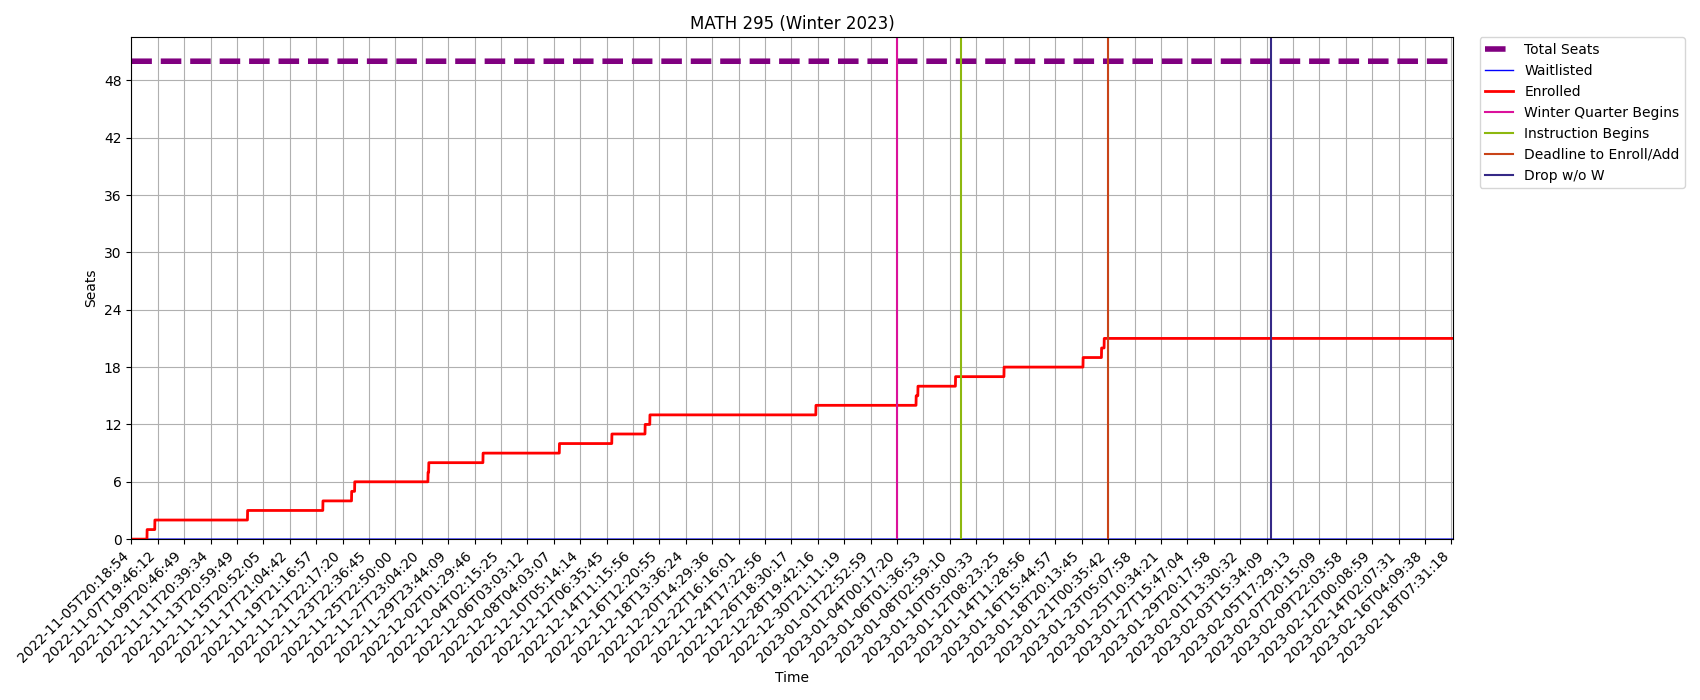 MATH 295 (Winter 2023)
Total Seats
Waitlisted
Enrolled
Winter Quarter Begins
Instruction Begins
Deadline to Enroll/Add
Drop w/o W
Seats
48
42
36
30
24
18
12
6
0
2022-11-05T20:18:54
2022-11-07T19:46:12
2022-11-09T20:46:49
2022-11-11T20:39:34
2022-11-13T20:59:49
2022-11-15T20:52:05
2022-11-17T21:04:42
2022-11-19T21:16:57
2022-11-21T22:17:20
2022-11-23T22:36:45
2022-11-25T22:50:00
2022-11-27T23:04:20
2022-11-29T23:44:09
2022-12-02T01:29:46
2022-12-04T02:15:25
2022-12-06T03:03:12
2022-12-08T04:03:07
2022-12-10T05:14:14
2022-12-12T06:35:45
2022-12-14T11:15:56
2022-12-16T12:20:55
2022-12-18T13:36:24
2022-12-20T14:29:36
2022-12-22T16:16:01
2022-12-24T17:22:56
2022-12-26T18:30:17
2022-12-28T19:42:16
2022-12-30T21:11:19
2023-01-01T22:52:59
2023-01-04T00:17:20
2023-01-06T01:36:53
2023-01-08T02:59:10
2023-01-10T05:00:33
2023-01-12T08:23:25
2023-01-14T11:28:56
2023-01-16T15:44:57
2023-01-18T20:13:45
2023-01-21T00:35:42
2023-01-23T05:07:58
2023-01-25T10:34:21
2023-01-27T15:47:04
2023-01-29T20:17:58
2023-02-01T13:30:32
2023-02-03T15:34:09
2023-02-05T17:29:13
2023-02-07T20:15:09
2023-02-09T22:03:58
2023-02-12T00:08:59
2023-02-14T02:07:31
2023-02-16T04:09:38
2023-02-18T07:31:18
Time